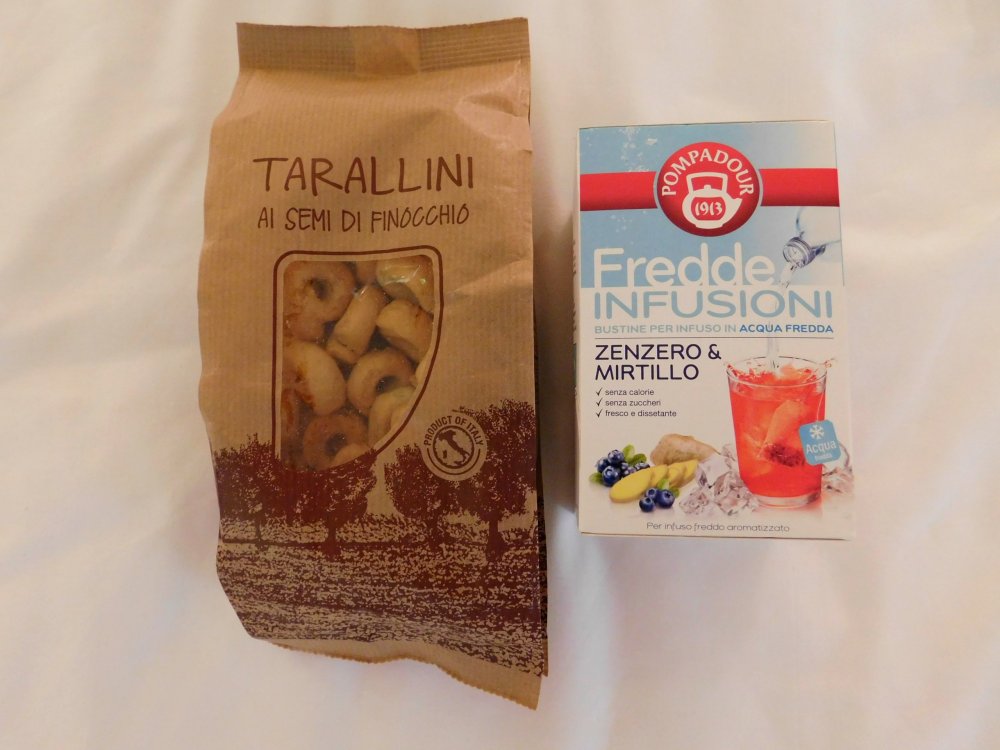 TARALLINI
AI SEMI DI FINOCCHIO
PRODUCT OF ITALY
POMPADOUR
1913
Fredde
INFUSIONI
BUSTINE PER INFUSO IN ACQUA FREDDA
ZENZERO &
MIRTILLO
✓ senza calorie
✓ senza zuccheri
✓ fresco e dissetante
Acqua
fredda
Per infuso freddo aromatizzato